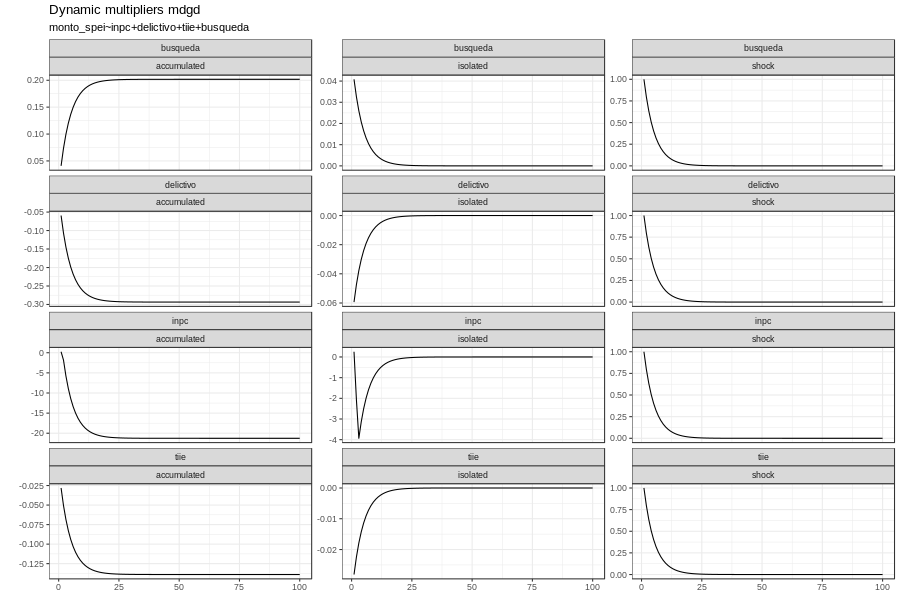 Dynamic multipliers mdgd
monto_spei~inpc+delictivo+tiie+busqueda
busqueda busqueda busqueda
accumulated isolated shock
0.20 0.04 1.00
0.15 0.03 0.75
0.10 0.02 0.50
0.05 0.01 0.25
0.00 0.00
delictivo delictivo delictivo
accumulated isolated shock
-0.05 0.00 1.00
-0.10 -0.02 0.75
-0.15 -0.04 0.50
-0.20 -0.06 0.25
-0.25 0.00
-0.30
inpc inpc inpc
accumulated isolated shock
0 0 1.00
-5 -1 0.75
-10 -2 0.50
-15 -3 0.25
-20 -4 0.00
tiie tiie tiie
accumulated isolated shock
-0.025 0.00 1.00
-0.050 -0.01 0.75
-0.075 -0.02 0.50
-0.100 0.25
-0.125 0.00
0 25 50 75 100 0 25 50 75 100 0 25 50 75 100